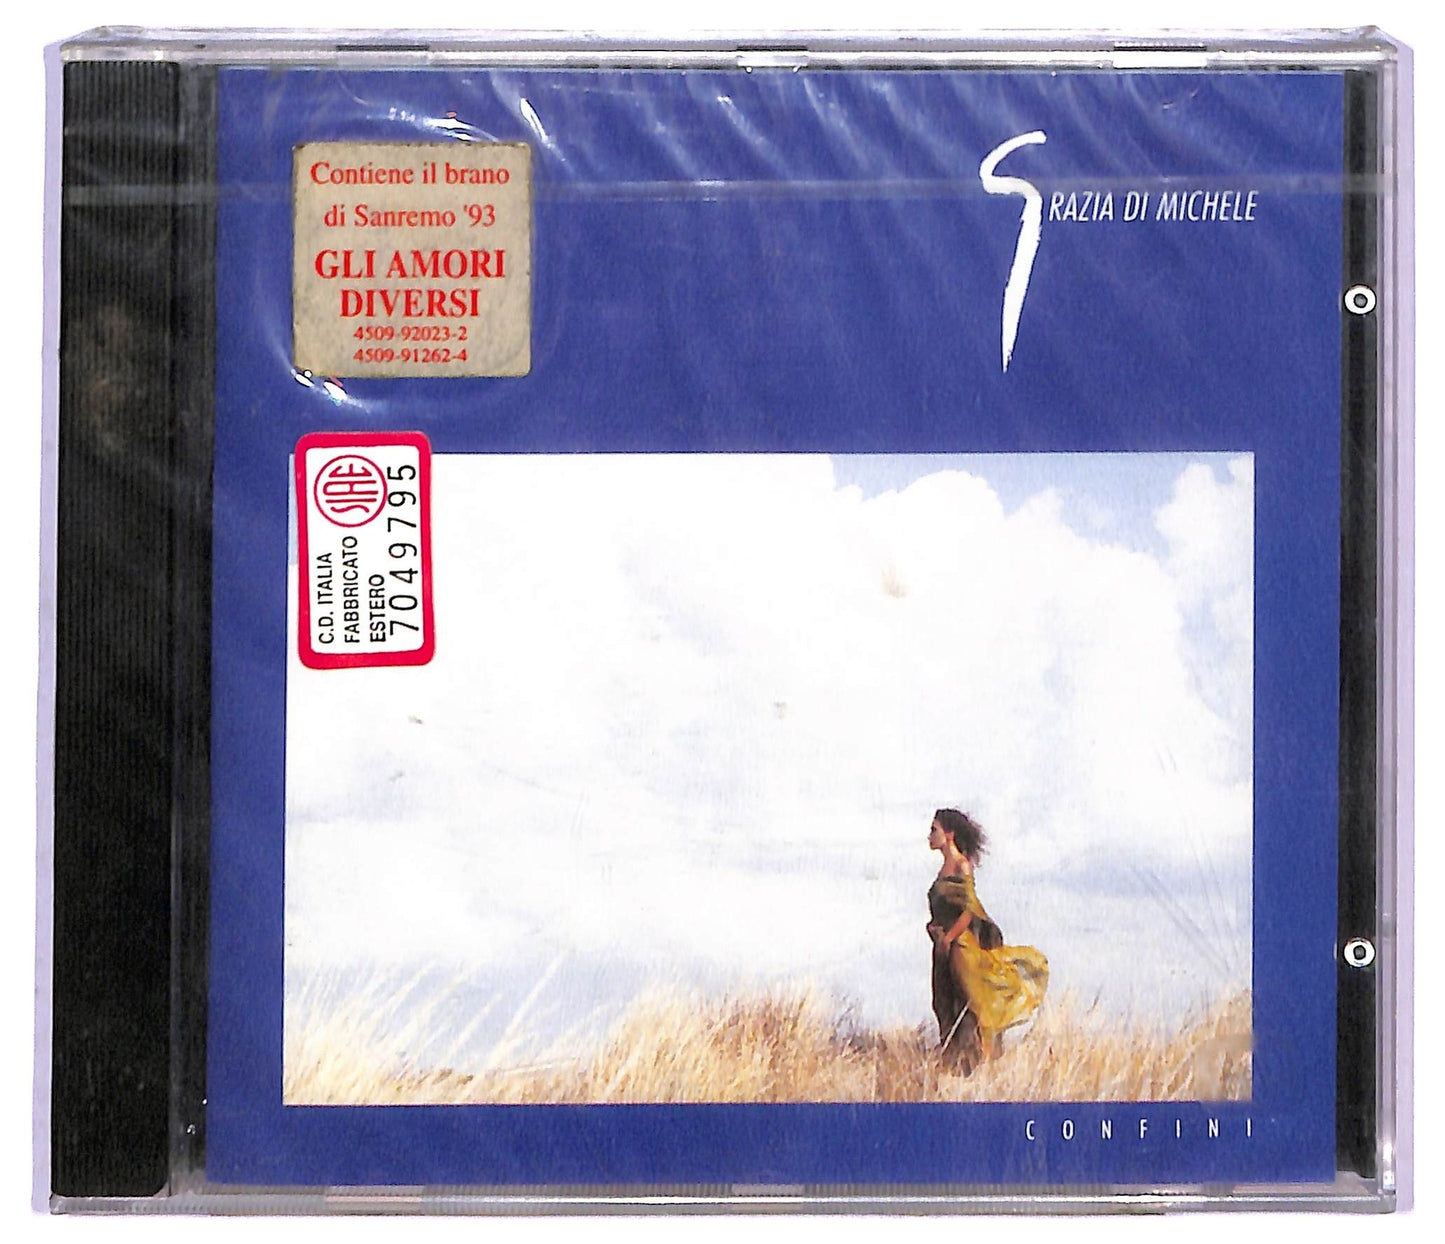 Contiene il brano
di Sanremo '93
GLI AMORI
DIVERSI
4509-92023-2
4509-91262-4
GRAZIA DI MICHELE
SIAE
C.D. ITALIA
FABBRICATO
ESTERO
7049795
CONFINI